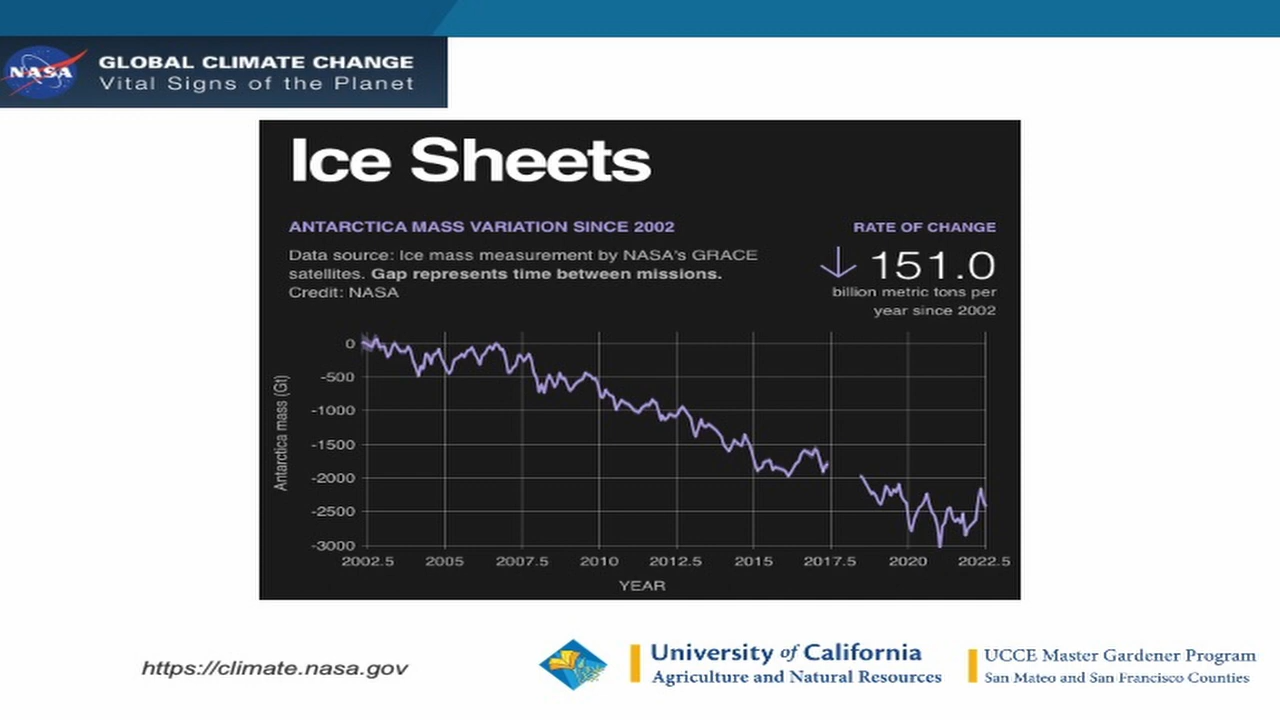 NASA
GLOBAL CLIMATE CHANGE
Vital Signs of the Planet
Ice Sheets
ANTARCTICA MASS VARIATION SINCE 2002
Data source: Ice mass measurement by NASA's GRACE
satellites. Gap represents time between missions.
Credit: NASA
RATE OF CHANGE
↓ 151.0
billion metric tons per
year since 2002
Antarctica mass (Gt)
0
-500
-1000
-1500
-2000
-2500
-3000
2002.5 2005 2007.5 2010 2012.5 2015 2017.5 2020 2022.5
YEAR
https://climate.nasa.gov
University of California
Agriculture and Natural Resources
UCCE Master Gardener Program
San Mateo and San Francisco Counties